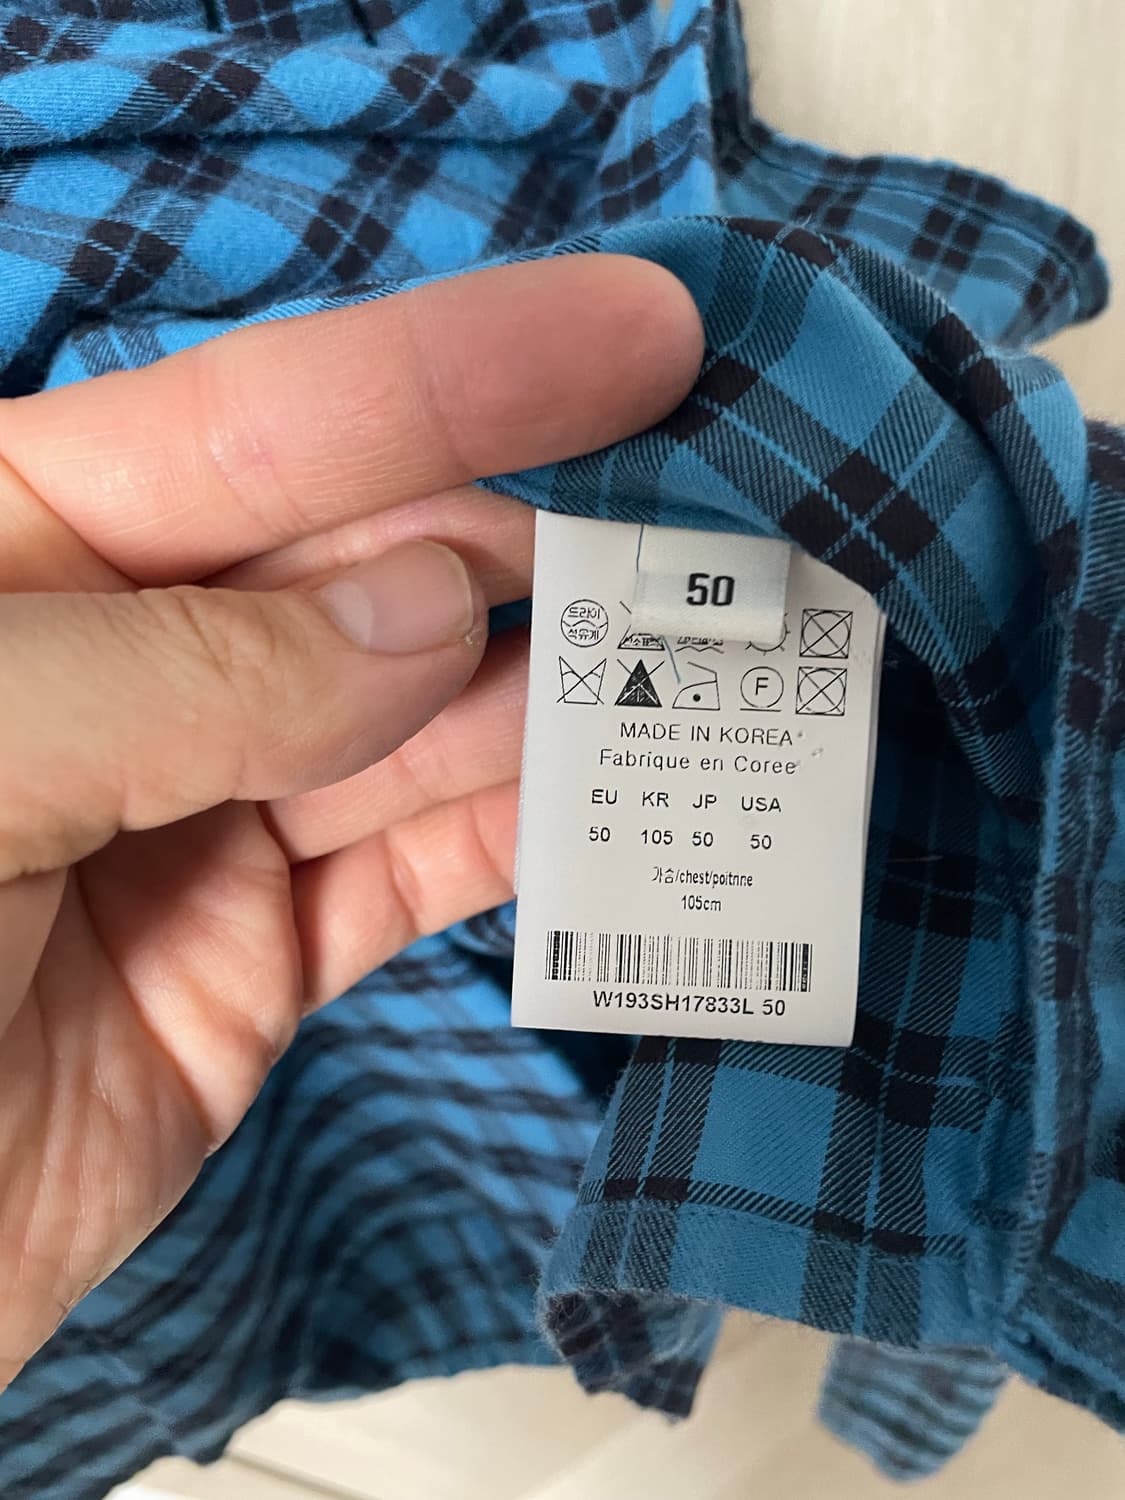 50
드라이
석유계
F
MADE IN KOREA
Fabrique en Coree
EU KR JP USA
50 105 50 50
가슴/chest/poitnne
105cm
W193SH17833L 50